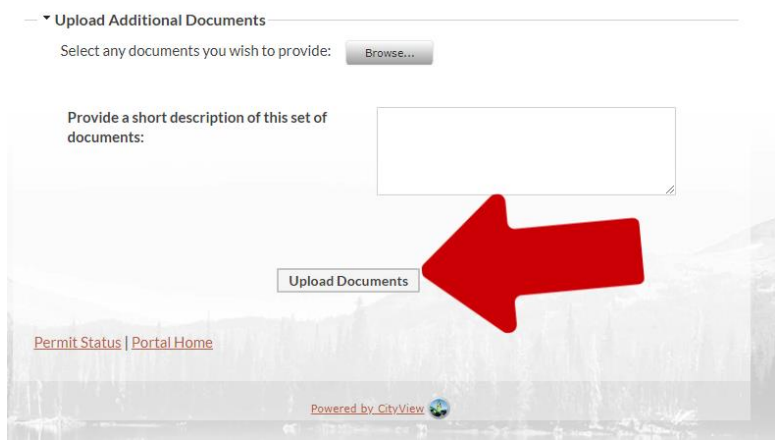 Upload Additional Documents
Select any documents you wish to provide: Browse...
Provide a short description of this set of
documents:
Upload Documents
Permit Status | Portal Home
Powered by CityView